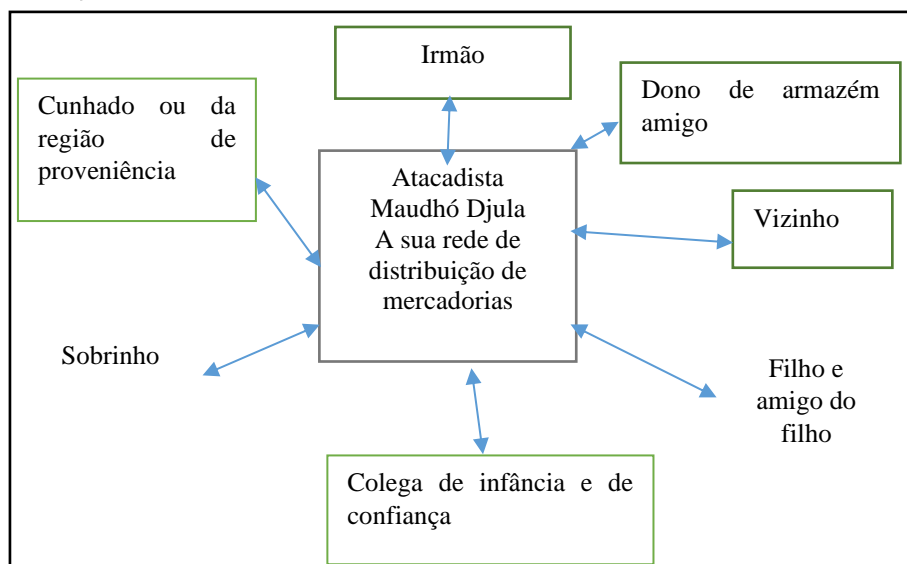 Irmão
Dono de armazém
amigo
Cunhado ou da
região de
proveniência
Atacadista
Maudhó Djula
A sua rede de
distribuição de
mercadorias
Vizinho
Sobrinho
Filho e
amigo do
filho
Colega de infância e de
confiança